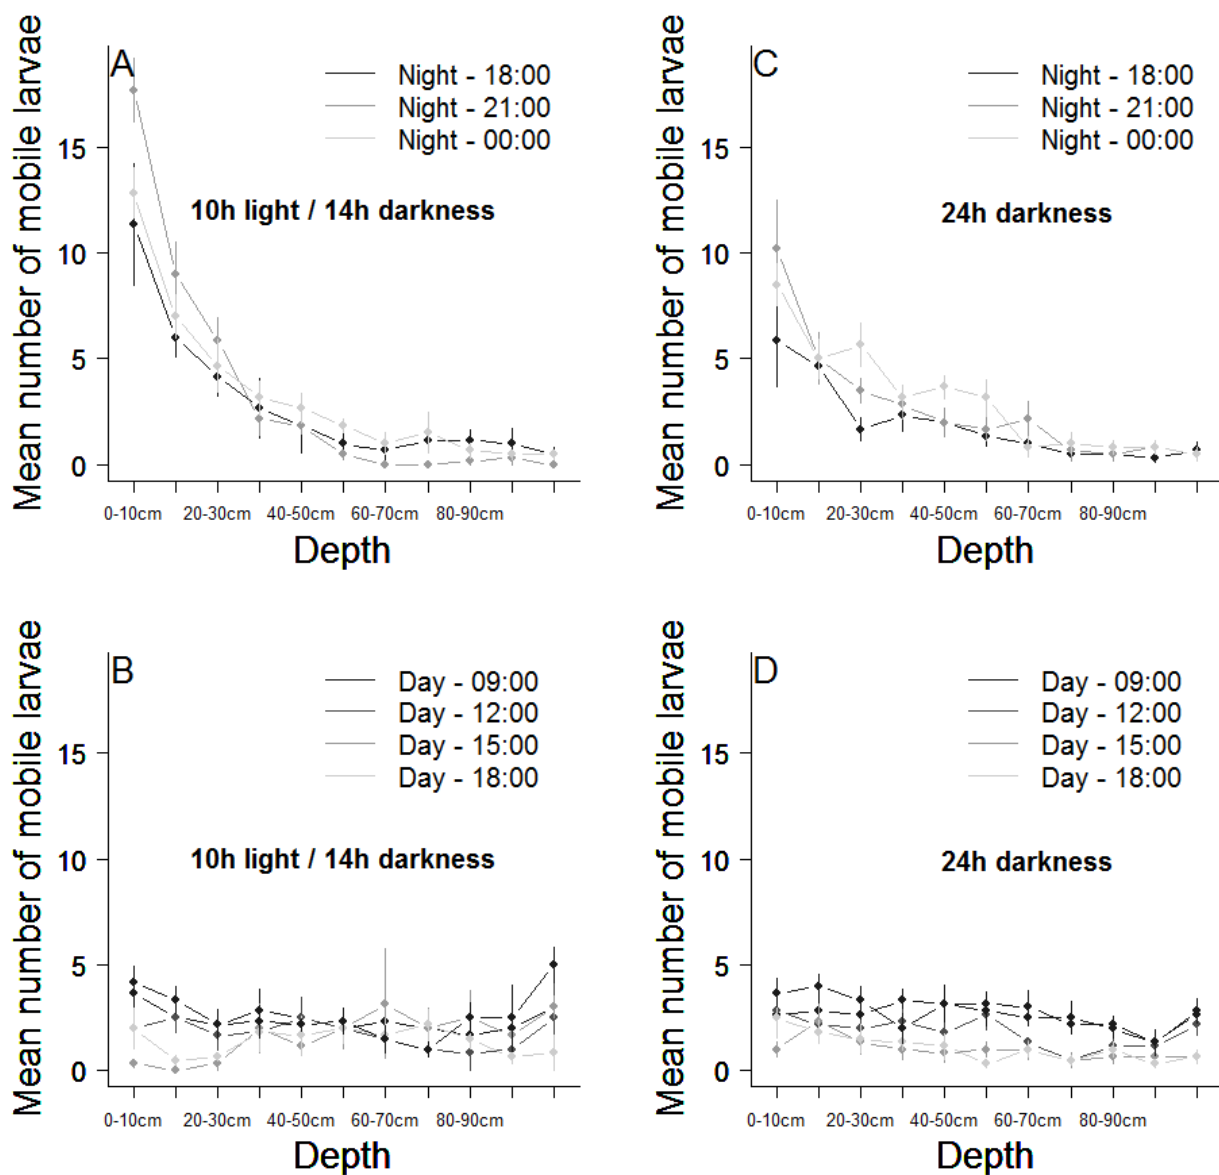 A
Night - 18:00
Night - 21:00
Night - 00:00
10h light / 14h darkness
Mean number of mobile larvae
15
10
5
0
0-10cm 20-30cm 40-50cm 60-70cm 80-90cm
Depth
C
Night - 18:00
Night - 21:00
Night - 00:00
24h darkness
Mean number of mobile larvae
15
10
5
0
0-10cm 20-30cm 40-50cm 60-70cm 80-90cm
Depth
B
Day - 09:00
Day - 12:00
Day - 15:00
Day - 18:00
10h light / 14h darkness
Mean number of mobile larvae
15
10
5
0
0-10cm 20-30cm 40-50cm 60-70cm 80-90cm
Depth
D
Day - 09:00
Day - 12:00
Day - 15:00
Day - 18:00
24h darkness
Mean number of mobile larvae
15
10
5
0
0-10cm 20-30cm 40-50cm 60-70cm 80-90cm
Depth